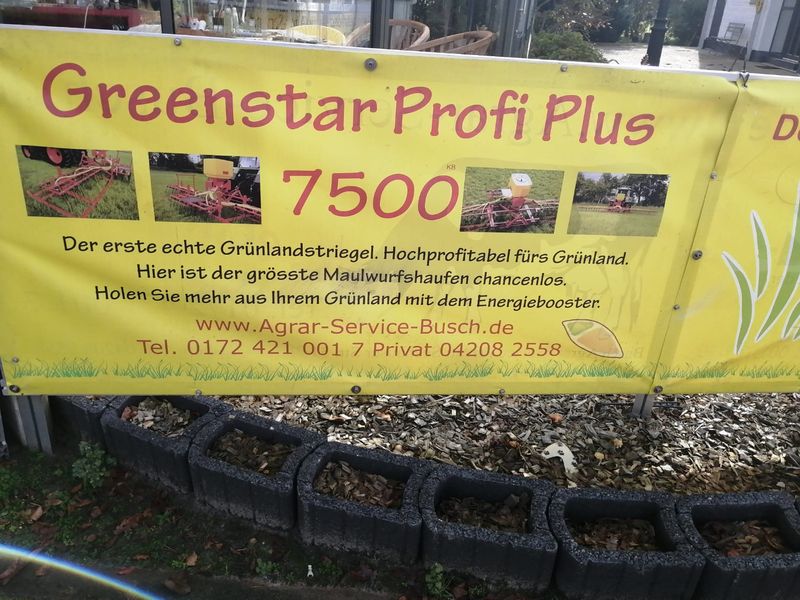 Greenstar Profi Plus
7500 KB
Der erste echte Grünlandstriegel. Hochprofitabel fürs Grünland.
Hier ist der grösste Maulwurfshaufen chancenlos.
Holen Sie mehr aus Ihrem Grünland mit dem Energiebooster.
www.Agrar-Service-Busch.de
Tel. 0172 421 001 7 Privat 04208 2558